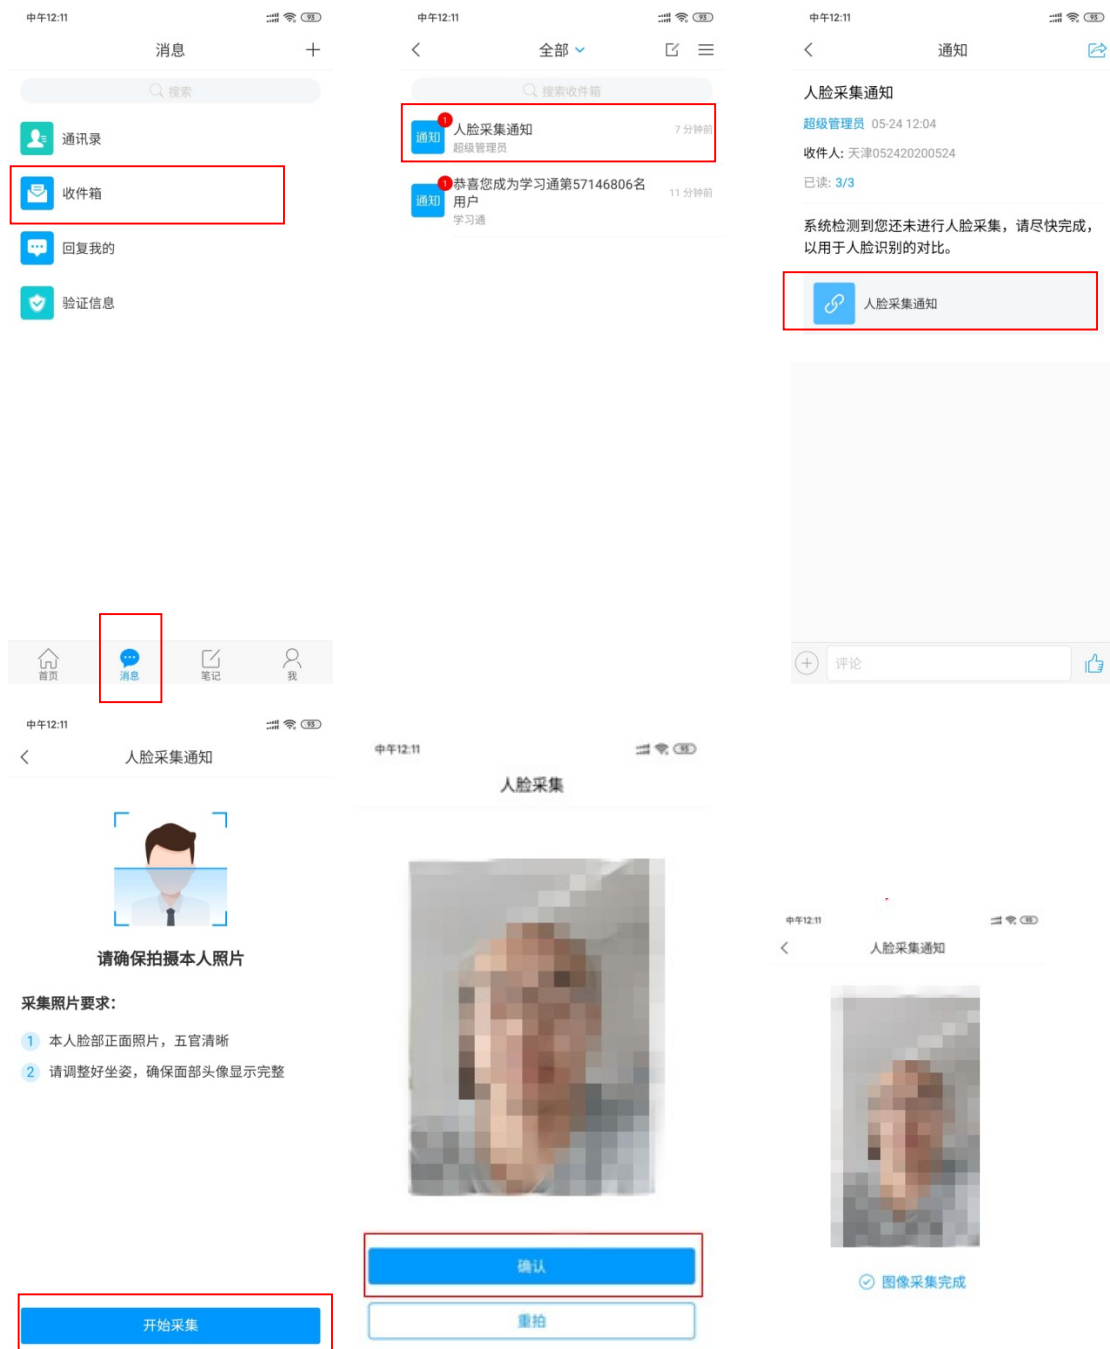 中午12:11
93
消息
搜索
通讯录
收件箱
回复我的
验证信息
首页
消息
笔记
我
中午12:11
93
全部
搜索收件箱
通知
1
人脸采集通知
7 分钟前
超级管理员
通知
1
恭喜您成为学习通第57146806名
用户
11 分钟前
学习通
中午12:11
93
通知
人脸采集通知
超级管理员 05-24 12:04
收件人: 天津052420200524
已读: 3/3
系统检测到您还未进行人脸采集，请尽快完成，
以用于人脸识别的对比。
人脸采集通知
评论
中午12:11
93
人脸采集通知
请确保拍摄本人照片
采集照片要求：
1 本人脸部正面照片，五官清晰
2 请调整好坐姿，确保面部头像显示完整
开始采集
中午12:11
93
人脸采集
确认
重拍
中午12:11
93
人脸采集通知
图像采集完成